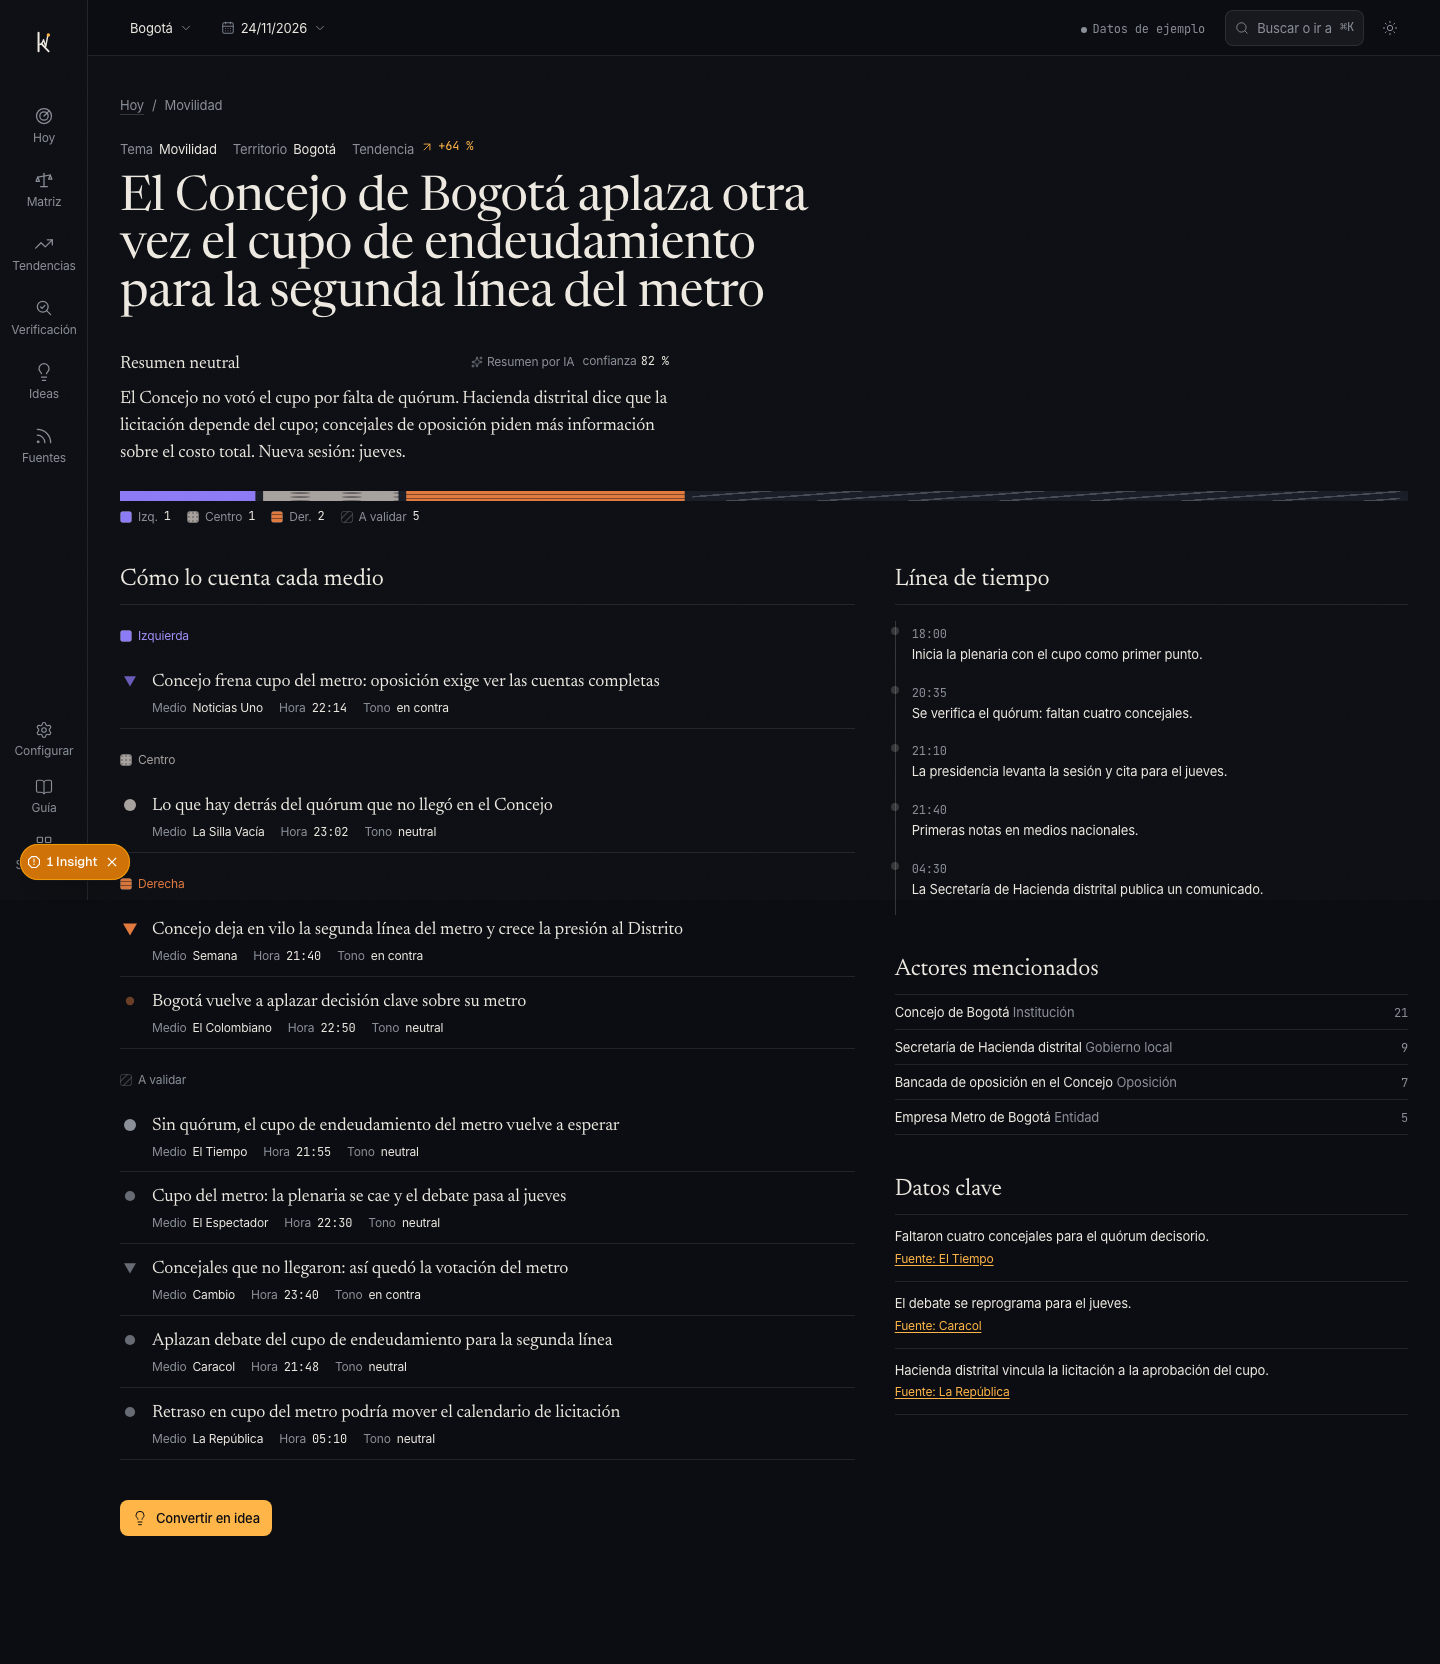 Bogotá
24/11/2026
Datos de ejemplo
Buscar o ir a ⌘K
Hoy
Matriz
Tendencias
Verificación
Ideas
Fuentes
Configurar
Guía
1 Insight
Hoy / Movilidad
Tema Movilidad Territorio Bogotá Tendencia +64 %
El Concejo de Bogotá aplaza otra
vez el cupo de endeudamiento
para la segunda línea del metro
Resumen neutral
Resumen por IA confianza 82 %
El Concejo no votó el cupo por falta de quórum. Hacienda distrital dice que la
licitación depende del cupo; concejales de oposición piden más información
sobre el costo total. Nueva sesión: jueves.
Izq. 1 Centro 1 Der. 2 A validar 5
Cómo lo cuenta cada medio
Izquierda
Concejo frena cupo del metro: oposición exige ver las cuentas completas
Medio Noticias Uno Hora 22:14 Tono en contra
Centro
Lo que hay detrás del quórum que no llegó en el Concejo
Medio La Silla Vacía Hora 23:02 Tono neutral
Derecha
Concejo deja en vilo la segunda línea del metro y crece la presión al Distrito
Medio Semana Hora 21:40 Tono en contra
Bogotá vuelve a aplazar decisión clave sobre su metro
Medio El Colombiano Hora 22:50 Tono neutral
A validar
Sin quórum, el cupo de endeudamiento del metro vuelve a esperar
Medio El Tiempo Hora 21:55 Tono neutral
Cupo del metro: la plenaria se cae y el debate pasa al jueves
Medio El Espectador Hora 22:30 Tono neutral
Concejales que no llegaron: así quedó la votación del metro
Medio Cambio Hora 23:40 Tono en contra
Aplazan debate del cupo de endeudamiento para la segunda línea
Medio Caracol Hora 21:48 Tono neutral
Retraso en cupo del metro podría mover el calendario de licitación
Medio La República Hora 05:10 Tono neutral
Convertir en idea
Línea de tiempo
18:00
Inicia la plenaria con el cupo como primer punto.
20:35
Se verifica el quórum: faltan cuatro concejales.
21:10
La presidencia levanta la sesión y cita para el jueves.
21:40
Primeras notas en medios nacionales.
04:30
La Secretaría de Hacienda distrital publica un comunicado.
Actores mencionados
Concejo de Bogotá Institución 21
Secretaría de Hacienda distrital Gobierno local 9
Bancada de oposición en el Concejo Oposición 7
Empresa Metro de Bogotá Entidad 5
Datos clave
Faltaron cuatro concejales para el quórum decisorio.
Fuente: El Tiempo
El debate se reprograma para el jueves.
Fuente: Caracol
Hacienda distrital vincula la licitación a la aprobación del cupo.
Fuente: La República